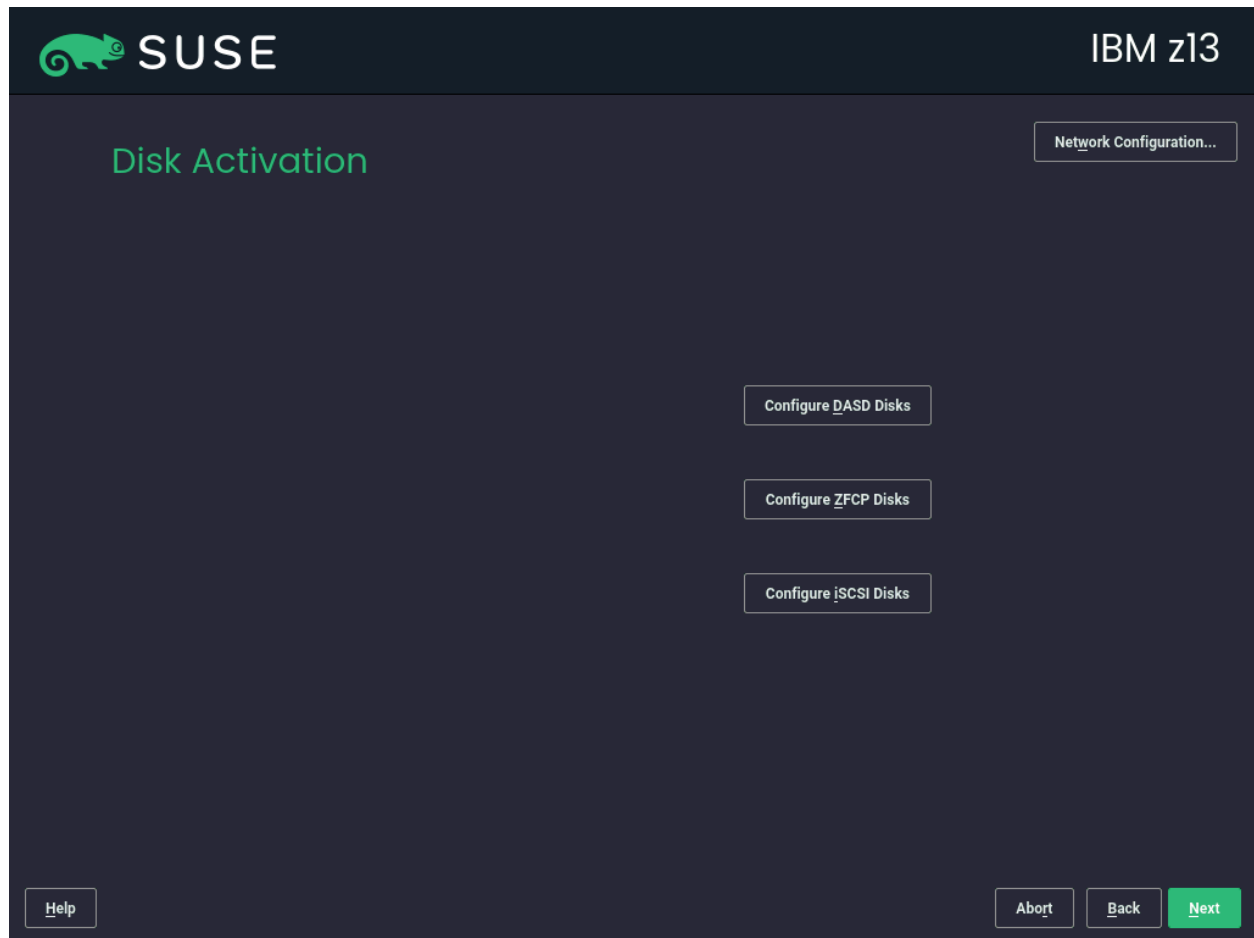 SUSE
IBM z13
Network Configuration...
Disk Activation
Configure DASD Disks
Configure ZFCP Disks
Configure iSCSI Disks
Help
Abort
Back
Next